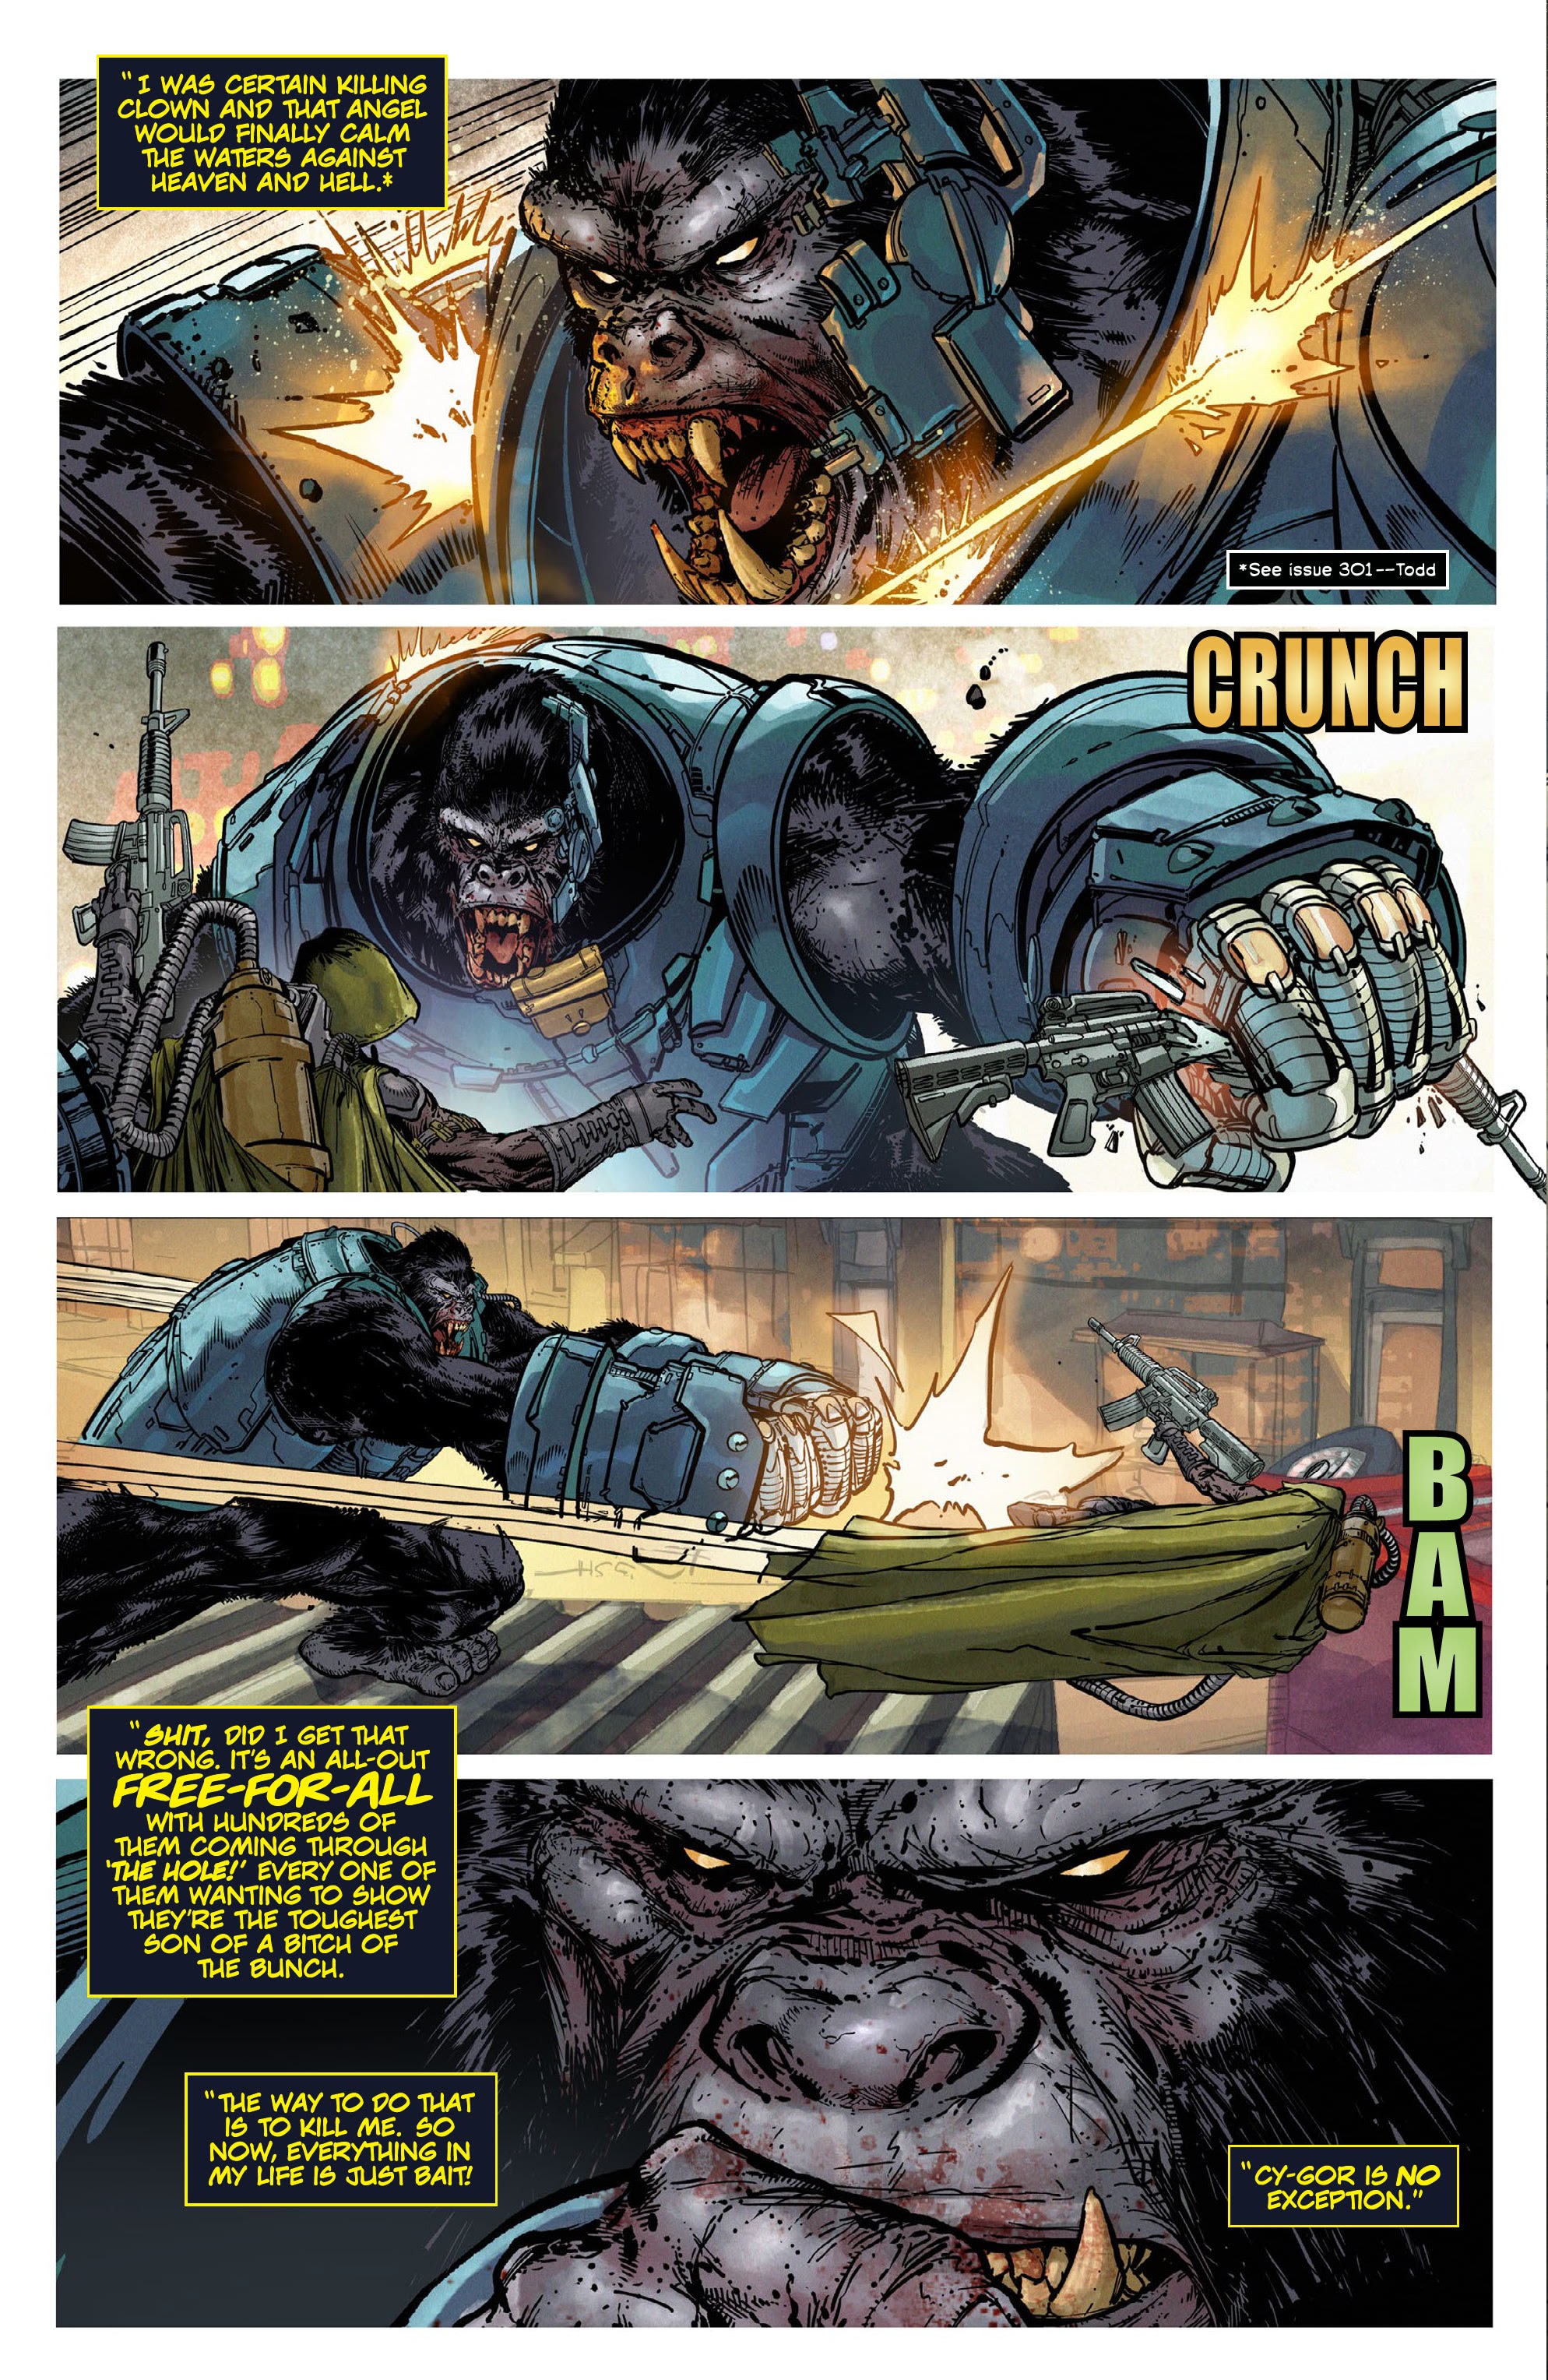 "I WAS CERTAIN KILLING
CLOWN AND THAT ANGEL
WOULD FINALLY CALM
THE WATERS AGAINST
HEAVEN AND HELL.*
*See issue 301--Todd
CRUNCH
BAM
"SHIT, DID I GET THAT
WRONG. IT'S AN ALL-OUT
FREE-FOR-ALL
WITH HUNDREDS OF
THEM COMING THROUGH
'THE HOLE!' EVERY ONE OF
THEM WANTING TO SHOW
THEY'RE THE TOUGHEST
SON OF A BITCH OF
THE BUNCH.
"THE WAY TO DO THAT
IS TO KILL ME. SO
NOW, EVERYTHING IN
MY LIFE IS JUST BAIT!
"CY-GOR IS NO
EXCEPTION."